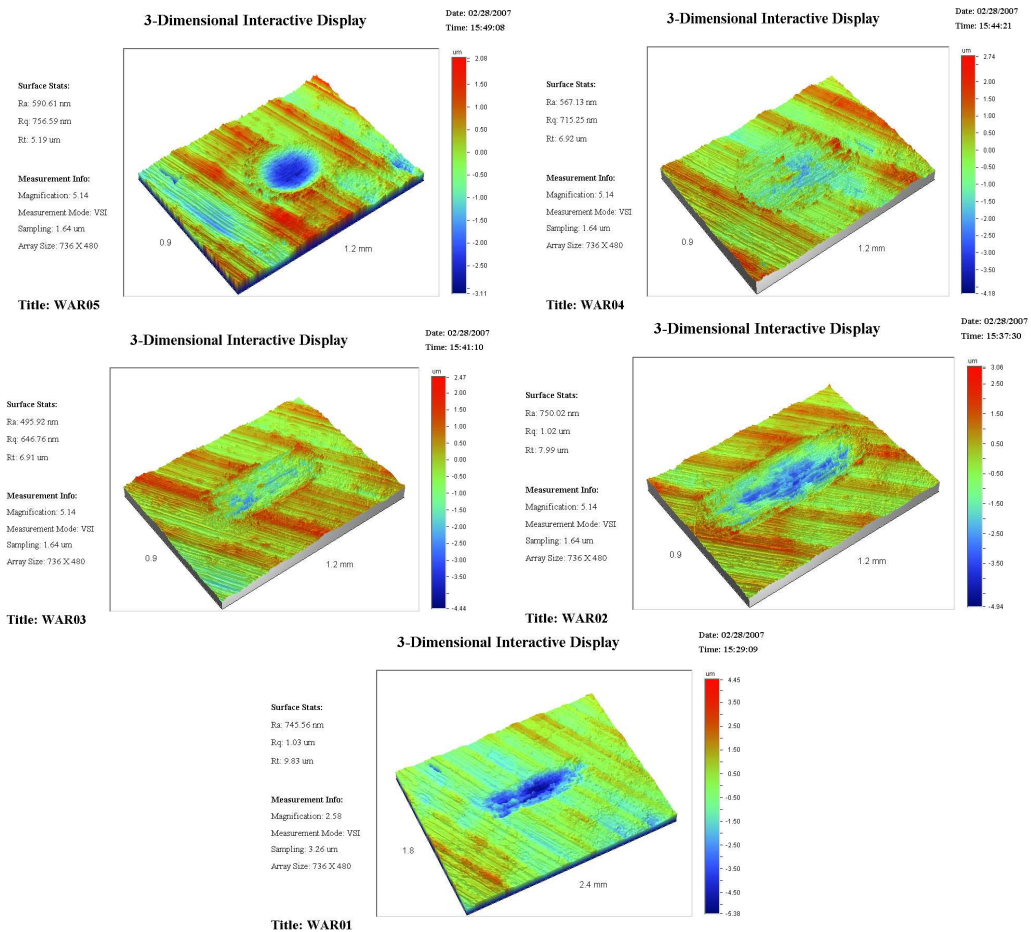 3-Dimensional Interactive Display
Date: 02/28/2007
Time: 15:49:08
um
Surface Stats:
Ra: 590.61 nm
Rq: 756.59 nm
Rt: 5.19 um
Measurement Info:
Magnification: 5.14
Measurement Mode: VSI
Sampling: 1.64 um
Array Size: 736 X 480
0.9
1.2 mm
2.08
1.00
0.50
0.00
-0.50
-1.00
-1.50
-2.00
-2.50
-3.11
Title: WAR05
3-Dimensional Interactive Display
Date: 02/28/2007
Time: 15:44:21
um
Surface Stats:
Ra: 567.13 nm
Rq: 715.25 nm
Rt: 6.92 um
Measurement Info:
Magnification: 5.14
Measurement Mode: VSI
Sampling: 1.64 um
Array Size: 736 X 480
0.9
1.2 mm
2.74
2.00
1.50
1.00
0.50
0.00
-0.50
-1.00
-1.50
-2.00
-2.50
-3.00
-3.50
-4.18
Title: WAR04
3-Dimensional Interactive Display
Date: 02/28/2007
Time: 15:41:10
um
Surface Stats:
Ra: 495.92 nm
Rq: 646.76 nm
Rt: 6.91 um
Measurement Info:
Magnification: 5.14
Measurement Mode: VSI
Sampling: 1.64 um
Array Size: 736 X 480
0.9
1.2 mm
2.47
2.00
1.50
1.00
0.50
0.00
-0.50
-1.00
-1.50
-2.00
-2.50
-3.00
-3.50
-4.44
Title: WAR03
3-Dimensional Interactive Display
Date: 02/28/2007
Time: 15:37:30
um
Surface Stats:
Ra: 750.02 nm
Rq: 1.02 um
Rt: 7.99 um
Measurement Info:
Magnification: 5.14
Measurement Mode: VSI
Sampling: 1.64 um
Array Size: 736 X 480
0.9
1.2 mm
2.50
1.50
0.50
-0.50
-1.50
-2.50
-3.50
-4.94
Title: WAR02
3-Dimensional Interactive Display
Date: 02/28/2007
Time: 15:29:09
um
Surface Stats:
Ra: 745.56 nm
Rq: 1.03 um
Rt: 9.83 um
Measurement Info:
Magnification: 2.58
Measurement Mode: VSI
Sampling: 3.26 um
Array Size: 736 X 480
1.8
2.4 mm
4.45
3.50
2.50
1.50
0.50
-0.50
-1.50
-2.50
-3.50
-4.50
-5.38
Title: WAR01